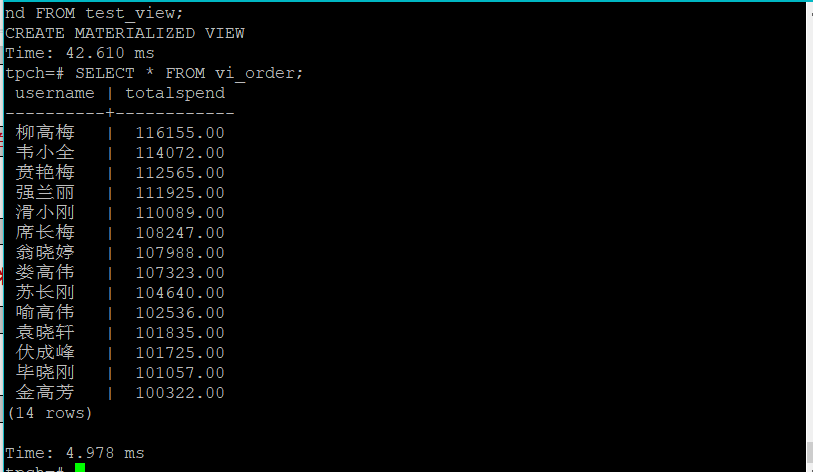 nd FROM test_view;
CREATE MATERIALIZED VIEW
Time: 42.610 ms
tpch=# SELECT * FROM vi_order;
 username | totalspend
----------+------------
 柳高梅   |  116155.00
 韦小全   |  114072.00
 贲艳梅   |  112565.00
 强兰丽   |  111925.00
 滑小刚   |  110089.00
 席长梅   |  108247.00
 翁晓婷   |  107988.00
 娄高伟   |  107323.00
 苏长刚   |  104640.00
 喻高伟   |  102536.00
 袁晓轩   |  101835.00
 伏成峰   |  101725.00
 毕晓刚   |  101057.00
 金高芳   |  100322.00
(14 rows)
Time: 4.978 ms
tpch=#